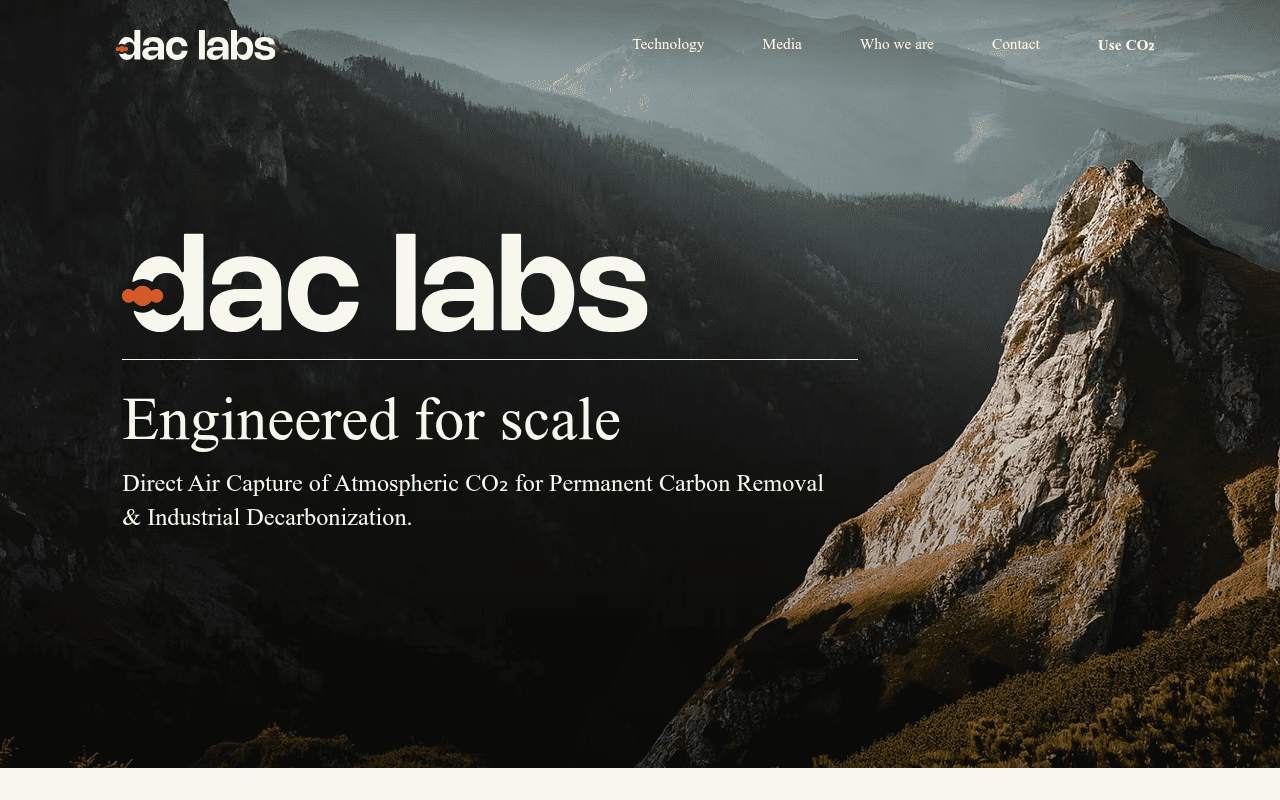 dac labs
Technology
Media
Who we are
Contact
Use CO₂
dac labs
Engineered for scale
Direct Air Capture of Atmospheric CO₂ for Permanent Carbon Removal
& Industrial Decarbonization.